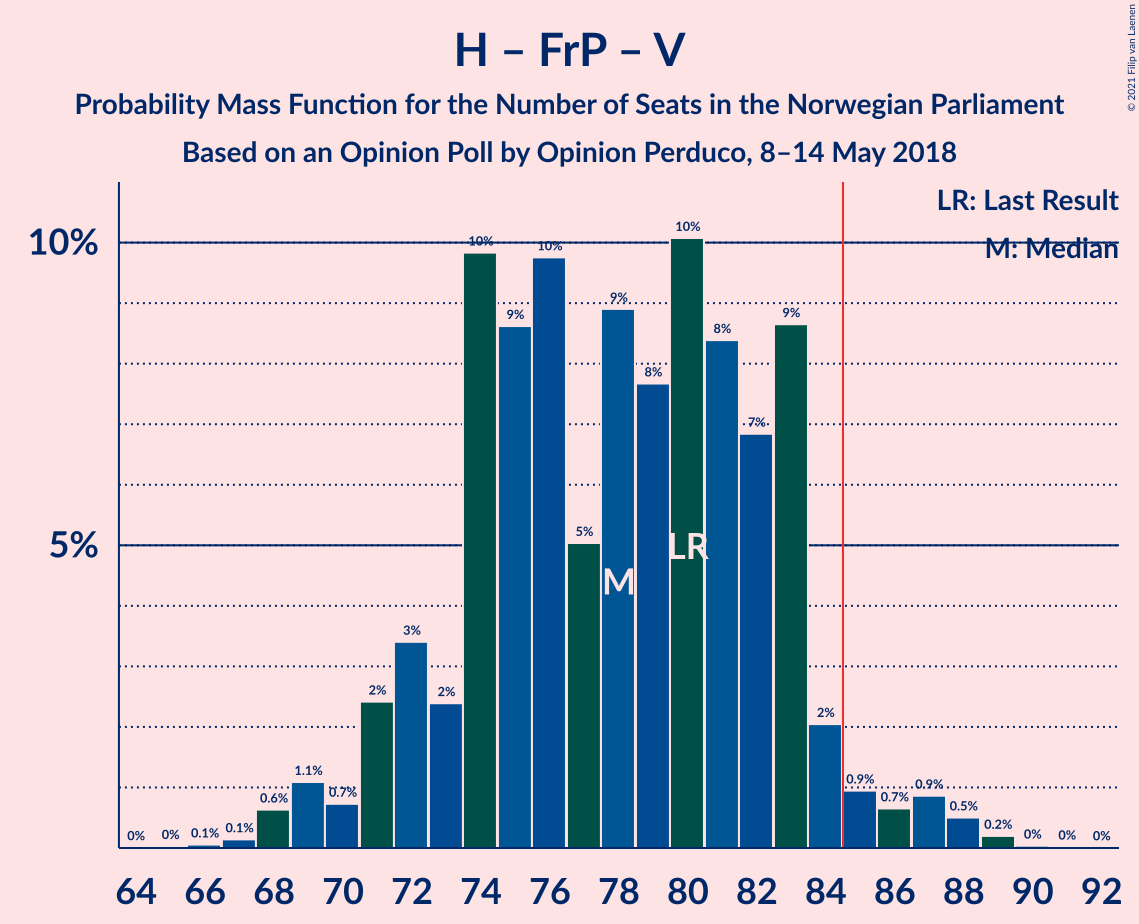 H – FrP – V
Probability Mass Function for the Number of Seats in the Norwegian Parliament
Based on an Opinion Poll by Opinion Perduco, 8–14 May 2018
© 2021 Filip van Laenen
LR: Last Result
M: Median
10%
5%
0% 0% 0.1% 0.1% 0.6% 1.1% 0.7% 2% 3% 2% 10% 9% 10% 5% 9% 8% 10% 8% 7% 9% 2% 0.9% 0.7% 0.9% 0.5% 0.2% 0% 0% 0%
LR
M
64 66 68 70 72 74 76 78 80 82 84 86 88 90 92